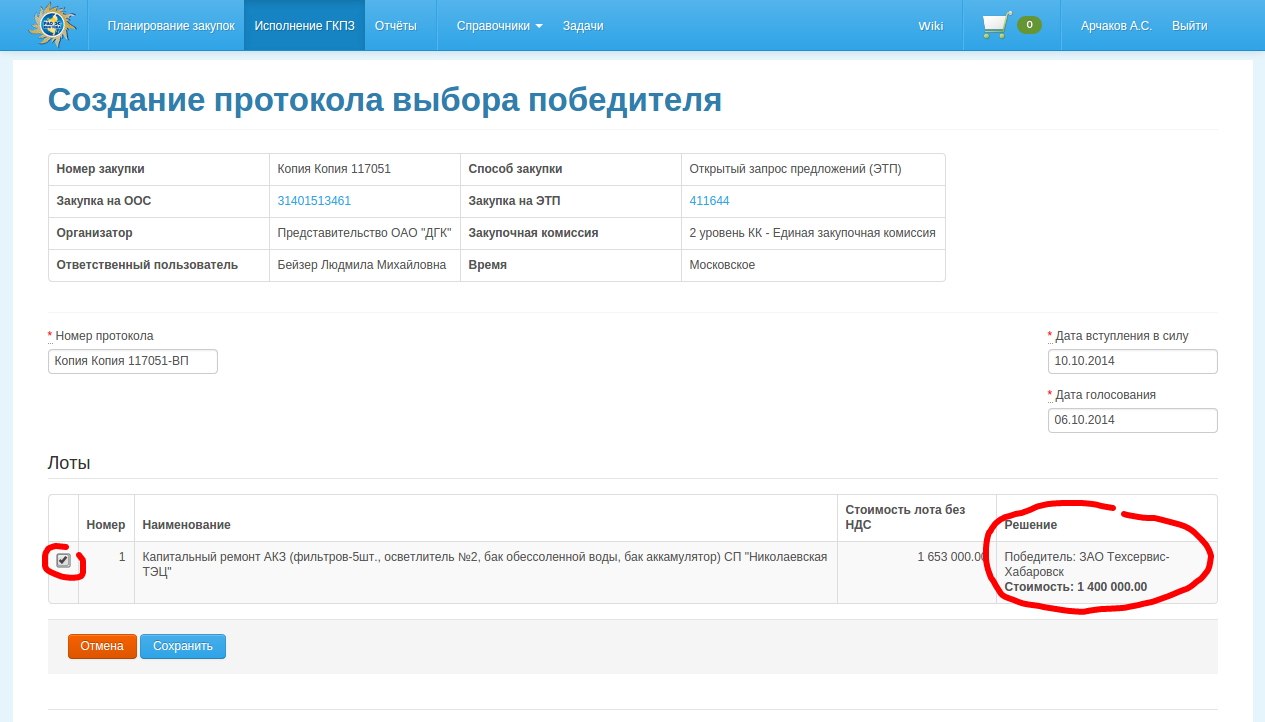 Планирование закупок Исполнение ГКПЗ Отчёты Справочники Задачи Wiki 0 Арчаков А.С. Выйти
Создание протокола выбора победителя
Номер закупки Копия Копия 117051 Способ закупки Открытый запрос предложений (ЭТП)
Закупка на ООС 31401513461 Закупка на ЭТП 411644
Организатор Представительство ОАО "ДГК" Закупочная комиссия 2 уровень КК - Единая закупочная комиссия
Ответственный пользователь Бейзер Людмила Михайловна Время Московское
* Номер протокола
Копия Копия 117051-ВП
* Дата вступления в силу
10.10.2014
* Дата голосования
06.10.2014
Лоты
Номер Наименование
Стоимость лота без
НДС
Решение
1
Капитальный ремонт АКЗ (фильтров-5шт., осветлитель №2, бак обессоленной воды, бак аккамулятор) СП "Николаевская
ТЭЦ"
1 653 000.00
Победитель: ЗАО Техсервис-
Хабаровск
Стоимость: 1 400 000.00
Отмена Сохранить